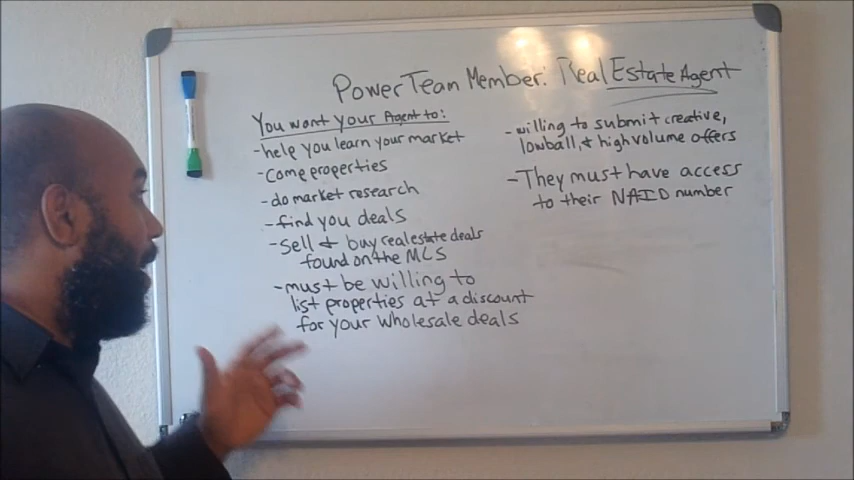 Power Team Member: Real Estate Agent
You want your Agent to:
-help you learn your market
-Comp properties
-do market research
-find you deals
-sell & buy real estate deals
found on the MLS
-must be willing to
list properties at a discount
for your wholesale deals
-willing to submit creative,
lowball, & high volume offers
-They must have access
to their NAID number